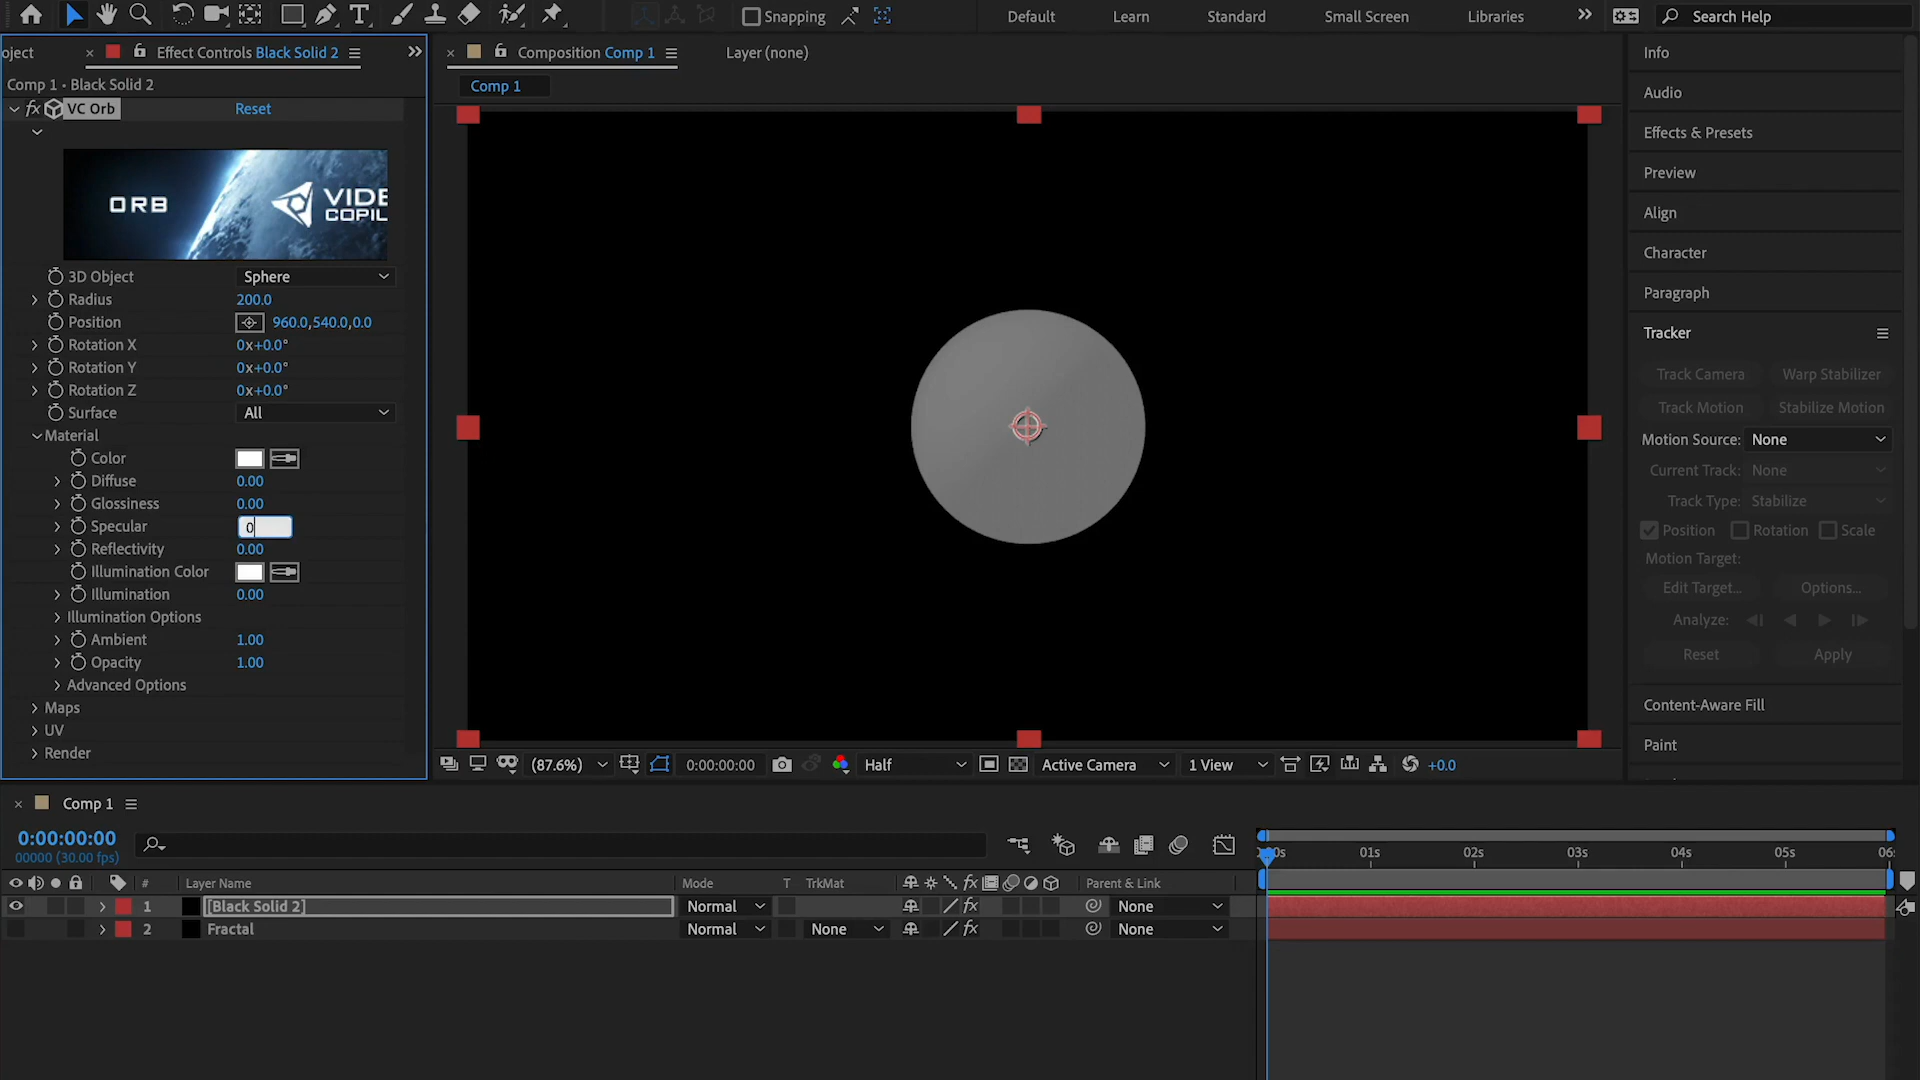 Snapping
Default
Learn
Standard
Small Screen
Libraries
Search Help
oject
Effect Controls Black Solid 2
Composition Comp 1
Layer (none)
Comp 1 • Black Solid 2
Comp 1
fx VC Orb
Reset
ORB
VIDE
COPIL
3D Object
Sphere
Radius
200.0
Position
960.0,540.0,0.0
Rotation X
0x+0.0°
Rotation Y
0x+0.0°
Rotation Z
0x+0.0°
Surface
All
Material
Color
Diffuse
0.00
Glossiness
0.00
Specular
0
Reflectivity
0.00
Illumination Color
Illumination
0.00
Illumination Options
Ambient
1.00
Opacity
1.00
Advanced Options
Maps
UV
Render
(87.6%)
0:00:00:00
Half
Active Camera
1 View
+0.0
Info
Audio
Effects & Presets
Preview
Align
Character
Paragraph
Tracker
Track Camera
Warp Stabilizer
Track Motion
Stabilize Motion
Motion Source: None
Current Track: None
Track Type: Stabilize
Position
Rotation
Scale
Motion Target:
Edit Target...
Options...
Analyze:
Reset
Apply
Content-Aware Fill
Paint
Comp 1
0:00:00:00
00000 (30.00 fps)
:00s
01s
02s
03s
04s
05s
06s
#
Layer Name
Mode
T
TrkMat
fx
Parent & Link
1
[Black Solid 2]
Normal
fx
None
2
Fractal
Normal
None
fx
None